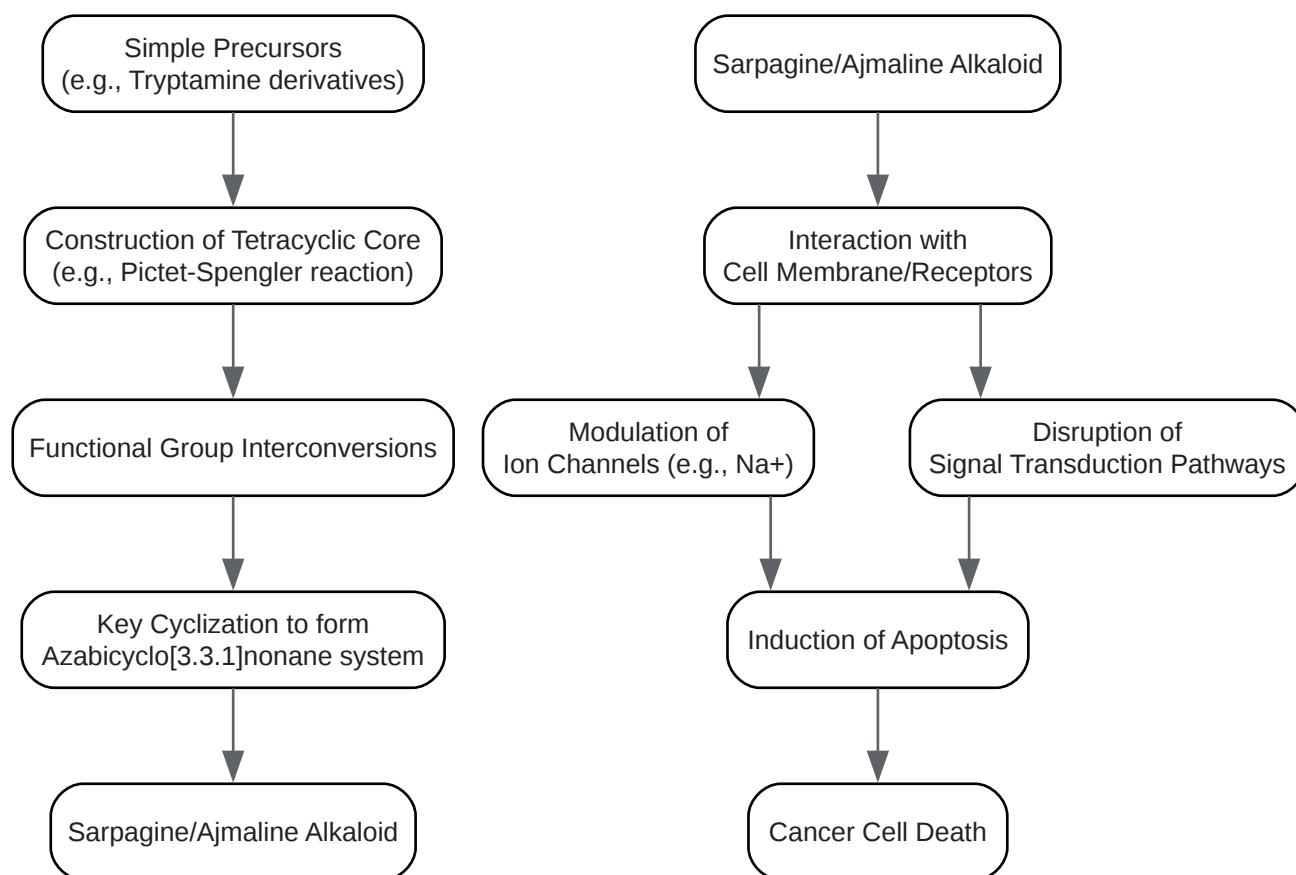 Simple Precursors
(e.g., Tryptamine derivatives)
Construction of Tetracyclic Core
(e.g., Pictet-Spengler reaction)
Functional Group Interconversions
Key Cyclization to form
Azabicyclo[3.3.1]nonane system
Sarpagine/Ajmaline Alkaloid
Sarpagine/Ajmaline Alkaloid
Interaction with
Cell Membrane/Receptors
Modulation of
Ion Channels (e.g., Na+)
Disruption of
Signal Transduction Pathways
Induction of Apoptosis
Cancer Cell Death